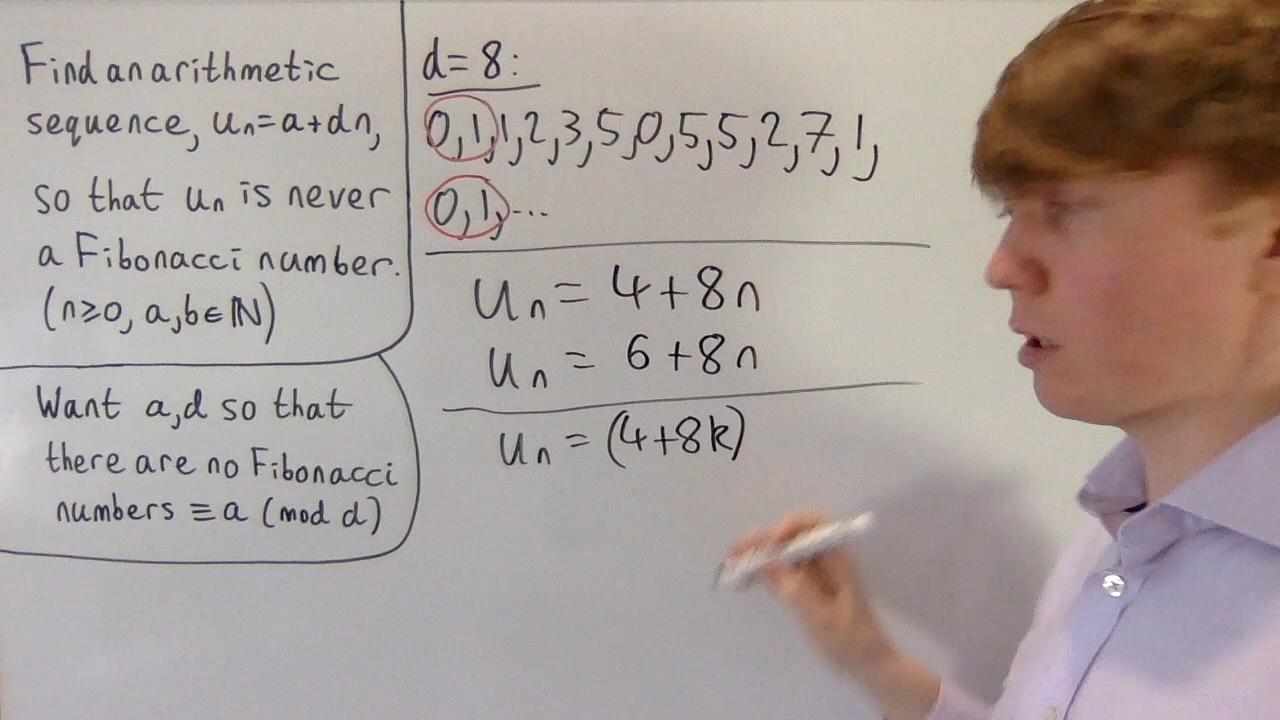 Find an arithmetic
sequence, uₙ=a+dn,
so that uₙ is never
a Fibonacci number.
(n≥0, a,b∈ℕ)
Want a,d so that
there are no Fibonacci
numbers ≡a (mod d)
d=8:
0,1,1,2,3,5,0,5,5,2,7,1,
0,1,...
uₙ = 4+8n
uₙ = 6+8n
uₙ = (4+8k)